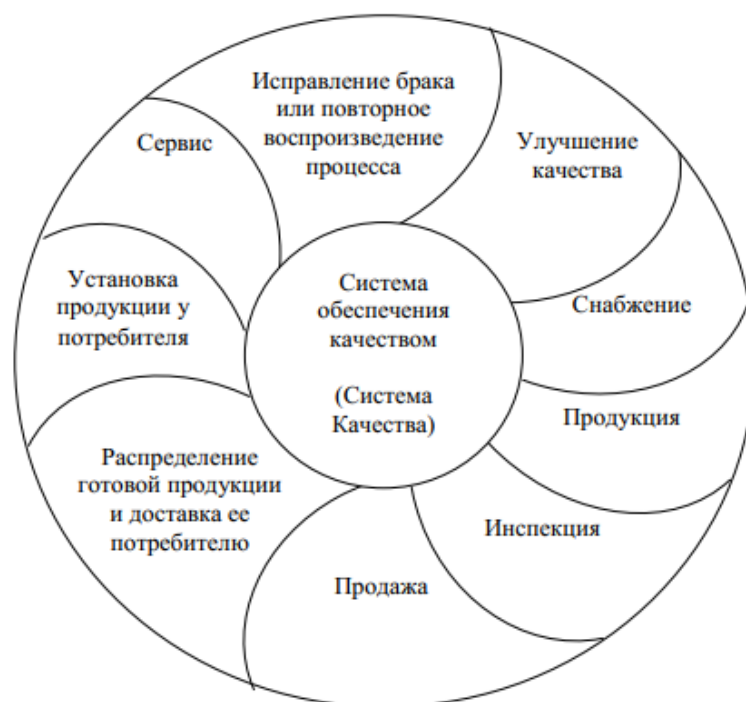 Исправление брака
или повторное
воспроизведение
процесса
Улучшение
качества
Снабжение
Продукция
Инспекция
Продажа
Распределение
готовой продукции
и доставка ее
потребителю
Установка
продукции у
потребителя
Сервис
Система
обеспечения
качеством
(Система
Качества)